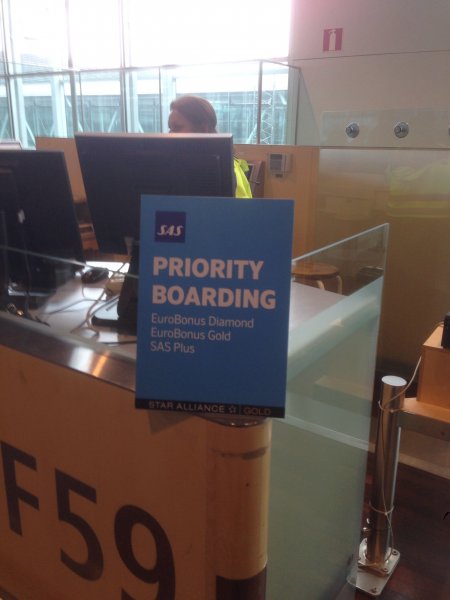 SAS
PRIORITY
BOARDING
EuroBonus Diamond
EuroBonus Gold
SAS Plus
STAR ALLIANCE GOLD
F59